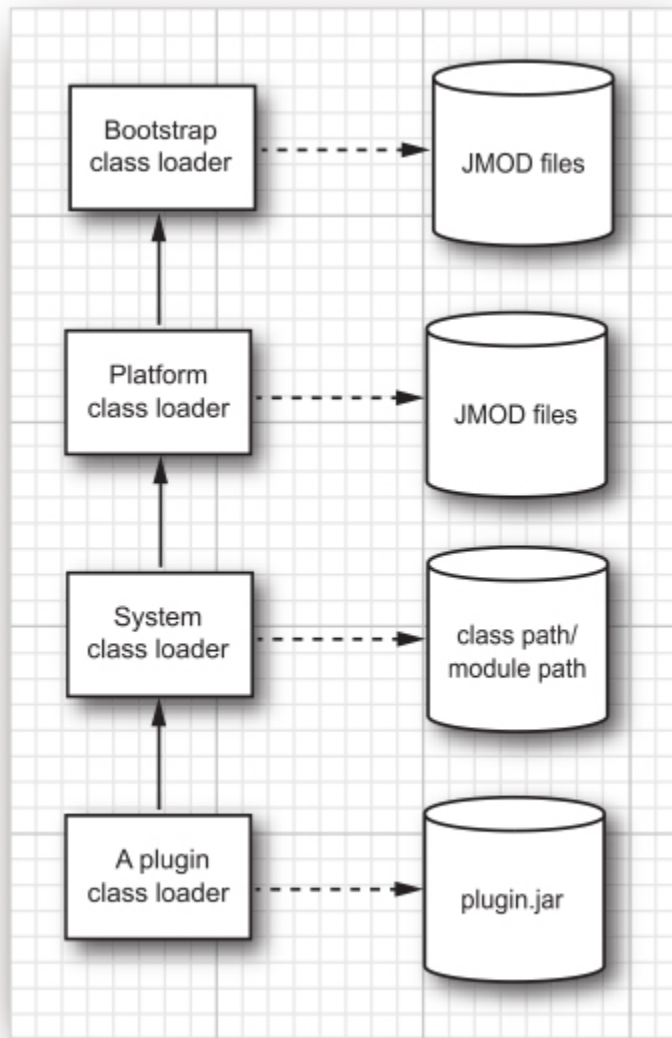 Bootstrap
class loader
JMOD files
Platform
class loader
JMOD files
System
class loader
class path/
module path
A plugin
class loader
plugin.jar